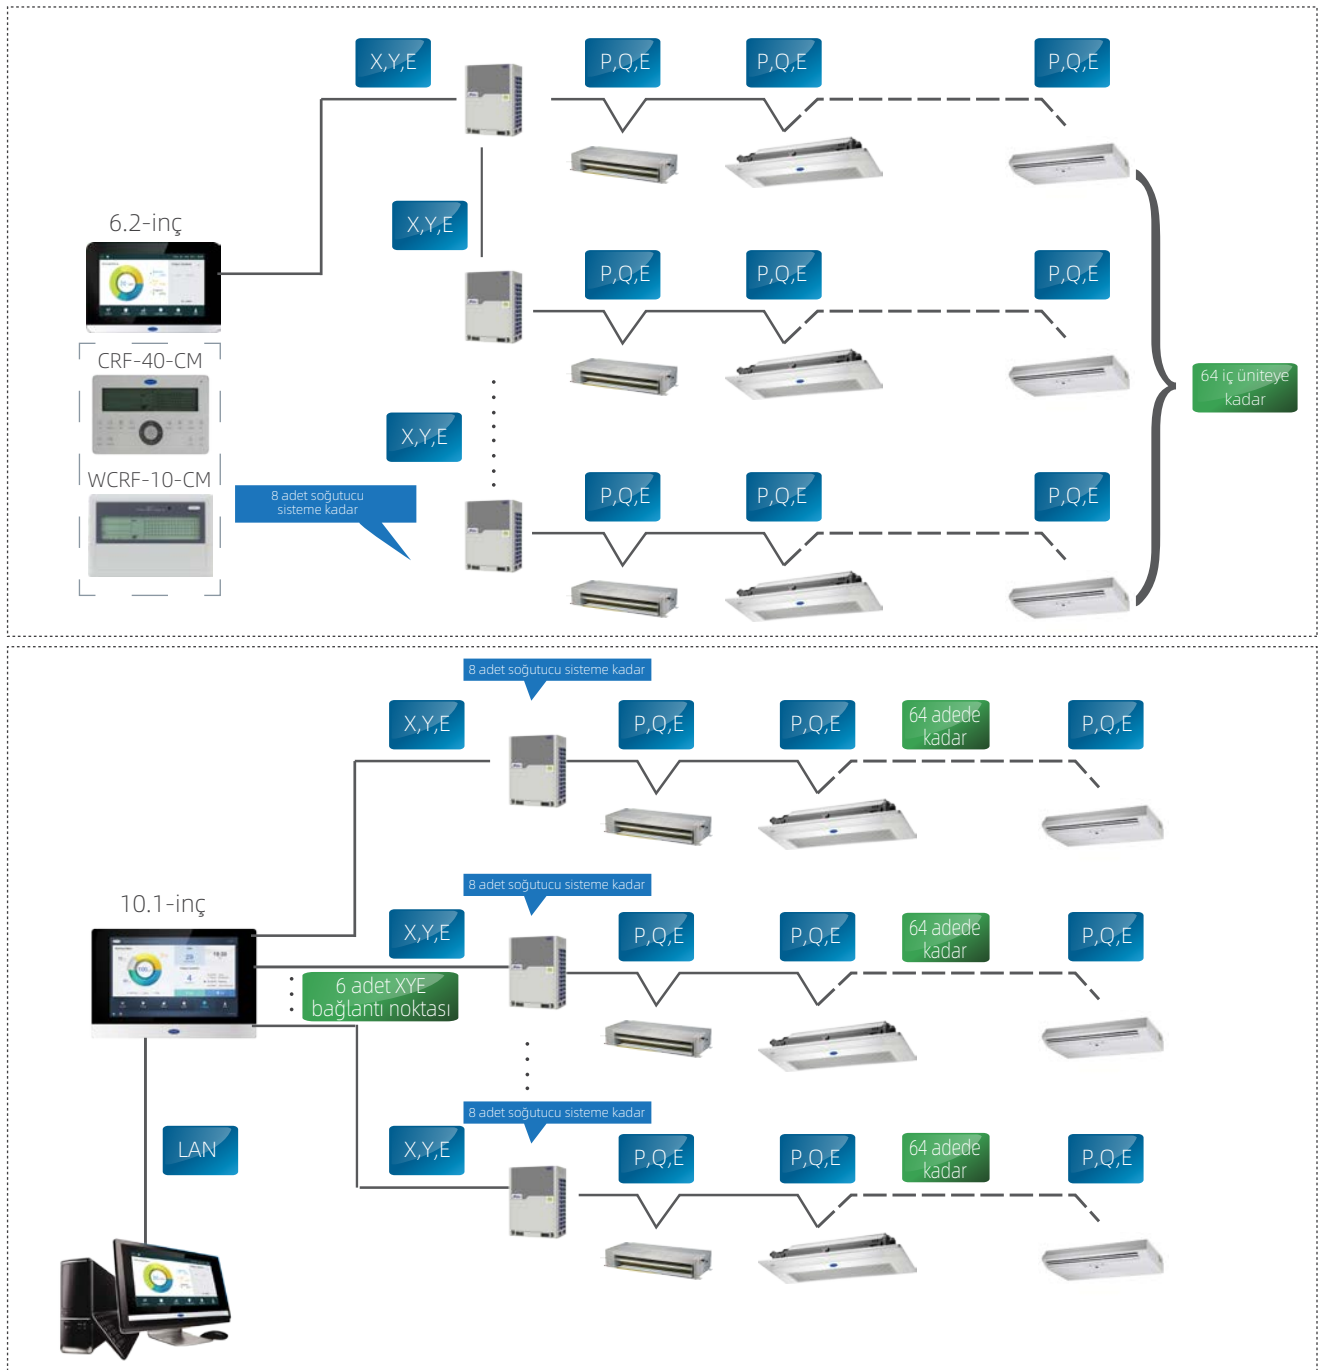 X,Y,E
P,Q,E
P,Q,E
P,Q,E
6.2-inç
X,Y,E
P,Q,E
P,Q,E
P,Q,E
CRF-40-CM
64 iç üniteye
kadar
X,Y,E
WCRF-10-CM
8 adet soğutucu
sisteme kadar
P,Q,E
P,Q,E
P,Q,E
8 adet soğutucu sisteme kadar
X,Y,E
P,Q,E
P,Q,E
64 adede
kadar
P,Q,E
8 adet soğutucu sisteme kadar
10.1-inç
X,Y,E
P,Q,E
P,Q,E
64 adede
kadar
P,Q,E
6 adet XYE
bağlantı noktası
8 adet soğutucu sisteme kadar
LAN
X,Y,E
P,Q,E
P,Q,E
64 adede
kadar
P,Q,E